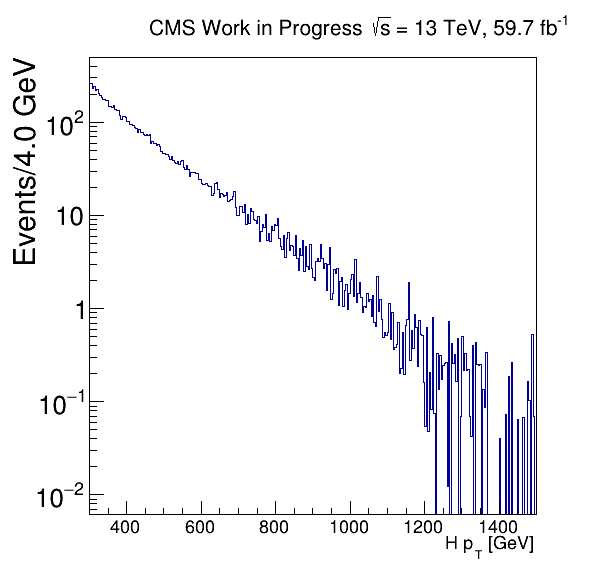 CMS Work in Progress √s = 13 TeV, 59.7 fb⁻¹
Events/4.0 GeV
10²
10
1
10⁻¹
10⁻²
400 600 800 1000 1200 1400
H p_T [GeV]